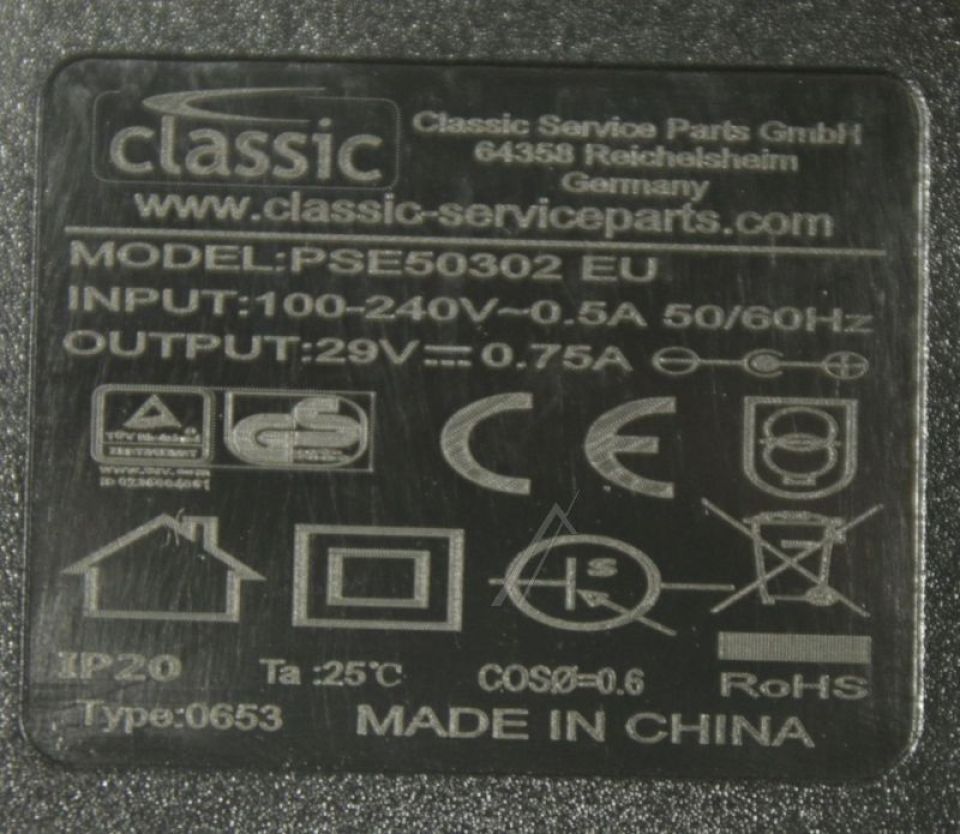 classic
Classic Service Parts GmbH
64358 Reichelsheim
Germany
www.classic-serviceparts.com
MODEL:PSE50302 EU
INPUT:100-240V~0.5A 50/60Hz
OUTPUT:29V⎓0.75A
GS
CE
S
IP20 Ta :25℃ COSØ=0.6 RoHS
Type:0653 MADE IN CHINA